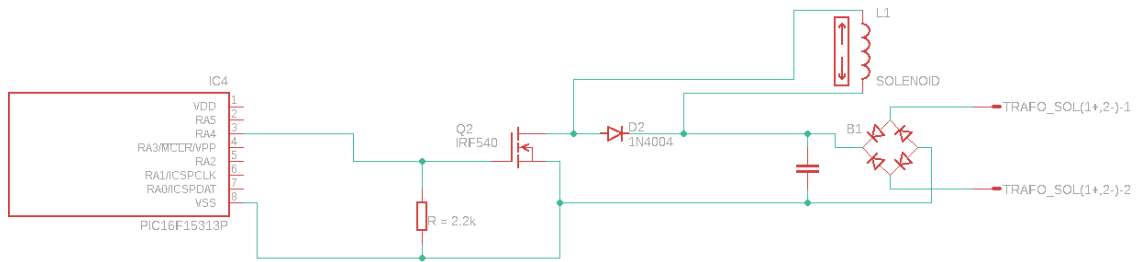 L1
SOLENOID
IC4
VDD 1
RA5 2
RA4 3
RA3/MCLR/VPP 4
RA2 5
RA1/ICSPCLK 6
RA0/ICSPDAT 7
VSS 8
PIC16F15313P
Q2
IRF540
D2
1N4004
R = 2.2k
B1
TRAFO_SOL(1+,2-)-1
TRAFO_SOL(1+,2-)-2